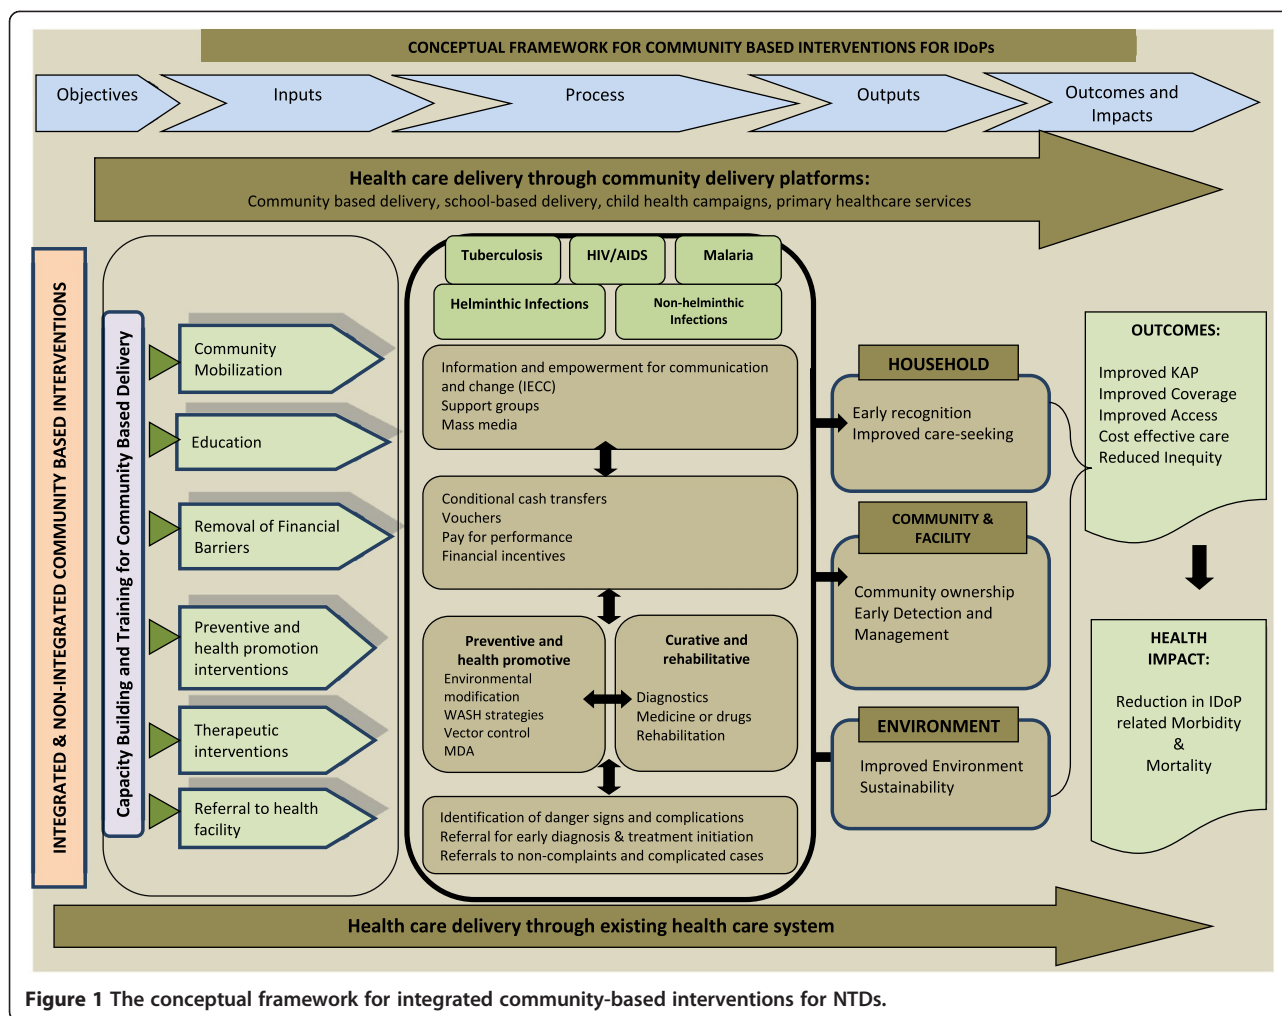 CONCEPTUAL FRAMEWORK FOR COMMUNITY BASED INTERVENTIONS FOR IDoPs
Objectives
Inputs
Process
Outputs
Outcomes and
Impacts
Health care delivery through community delivery platforms:
Community based delivery, school-based delivery, child health campaigns, primary healthcare services
INTEGRATED & NON-INTEGRATED COMMUNITY BASED INTERVENTIONS
Capacity Building and Training for Community Based Delivery
Community
Mobilization
Education
Removal of Financial
Barriers
Preventive and
health promotion
interventions
Therapeutic
interventions
Referral to health
facility
Tuberculosis
HIV/AIDS
Malaria
Helminthic Infections
Non-helminthic
Infections
Information and empowerment for communication
and change (IECC)
Support groups
Mass media
Conditional cash transfers
Vouchers
Pay for performance
Financial incentives
Preventive and
health promotive
Environmental
modification
WASH strategies
Vector control
MDA
Curative and
rehabilitative
Diagnostics
Medicine or drugs
Rehabilitation
Identification of danger signs and complications
Referral for early diagnosis & treatment initiation
Referrals to non-complaints and complicated cases
HOUSEHOLD
Early recognition
Improved care-seeking
COMMUNITY &
FACILITY
Community ownership
Early Detection and
Management
ENVIRONMENT
Improved Environment
Sustainability
OUTCOMES:
Improved KAP
Improved Coverage
Improved Access
Cost effective care
Reduced Inequity
HEALTH
IMPACT:
Reduction in IDoP
related Morbidity
&
Mortality
Health care delivery through existing health care system
Figure 1 The conceptual framework for integrated community-based interventions for NTDs.